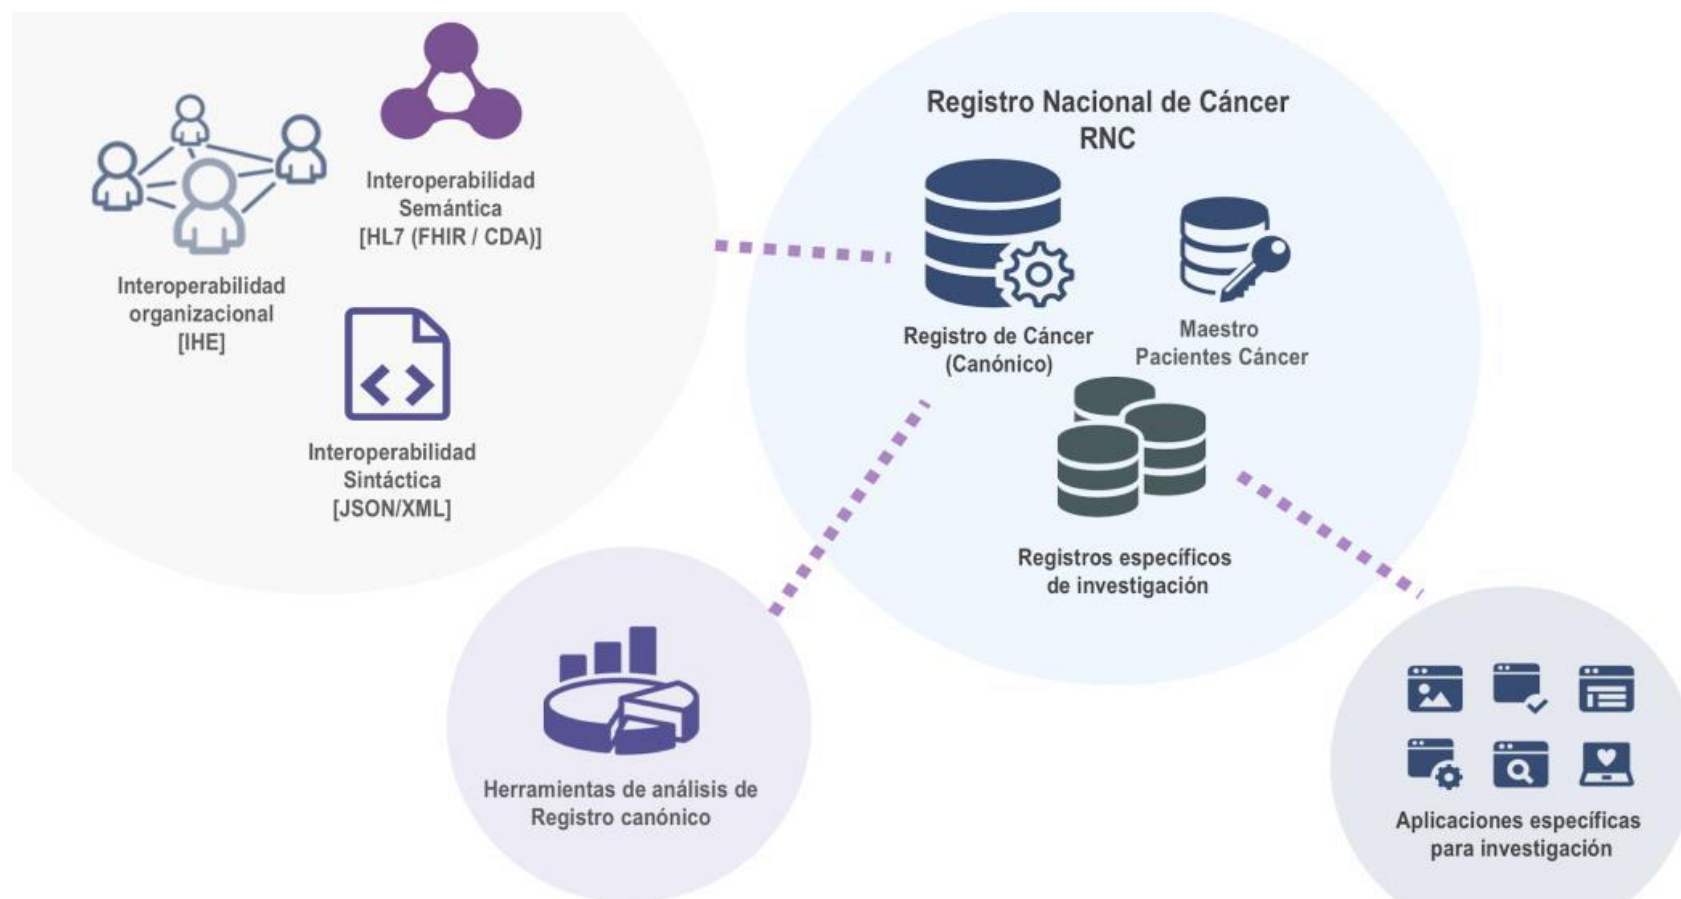 Interoperabilidad
Semántica
[HL7 (FHIR / CDA)]
Interoperabilidad
organizacional
[IHE]
Interoperabilidad
Sintáctica
[JSON/XML]
Registro Nacional de Cáncer
RNC
Registro de Cáncer
(Canónico)
Maestro
Pacientes Cáncer
Registros específicos
de investigación
Herramientas de análisis de
Registro canónico
Aplicaciones específicas
para investigación